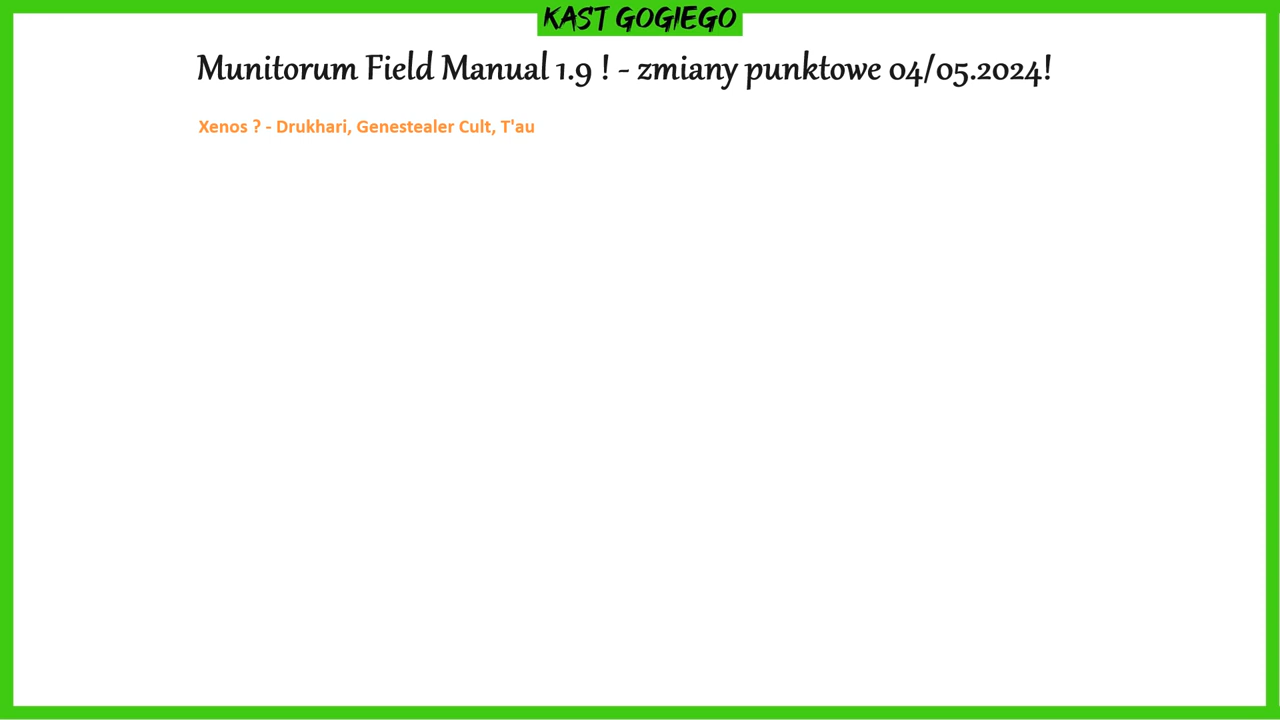 KAST GOGIEGO
Munitorum Field Manual 1.9 ! - zmiany punktowe 04/05.2024!
Xenos ? - Drukhari, Genestealer Cult, T'au